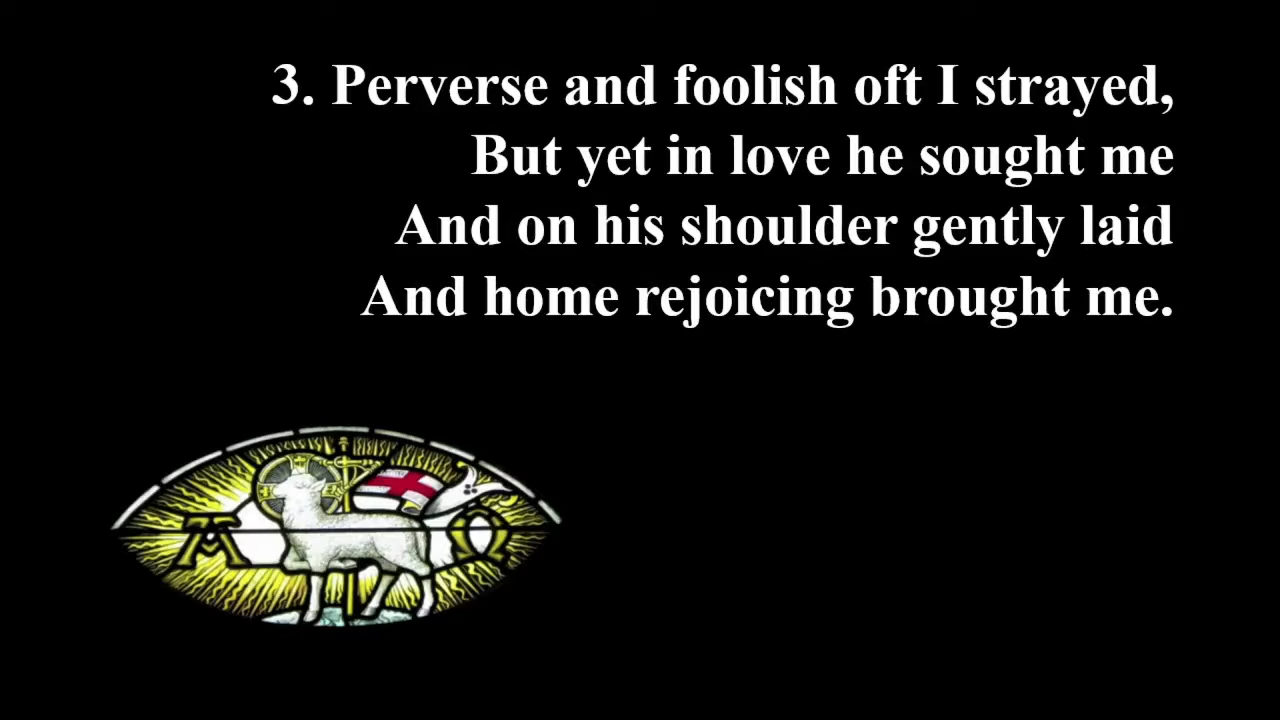 3. Perverse and foolish oft I strayed,
But yet in love he sought me
And on his shoulder gently laid
And home rejoicing brought me.
Α Ω